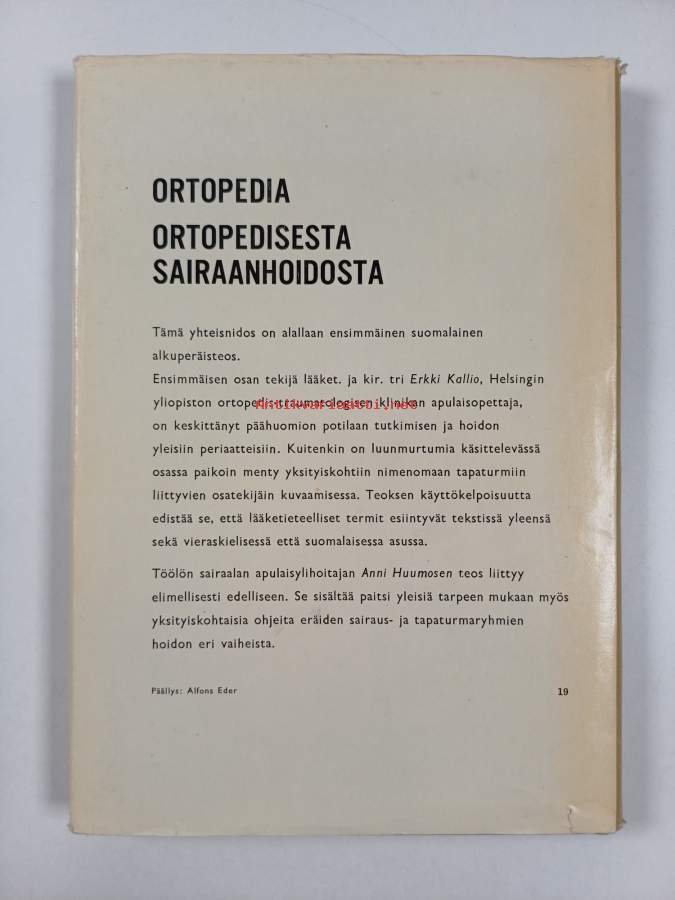 ORTOPEDIA
ORTOPEDISESTA
SAIRAANHOIDOSTA
Tämä yhteisnidos on alallaan ensimmäinen suomalainen
alkuperäisteos.
Ensimmäisen osan tekijä lääket. ja kir. tri Erkki Kallio, Helsingin
yliopiston ortopedis-traumatologisen klinikan apulaisopettaja,
Antikvariaatti.net
on keskittänyt päähuomion potilaan tutkimisen ja hoidon
yleisiin periaatteisiin. Kuitenkin on luunmurtumia käsittelevässä
osassa paikoin menty yksityiskohtiin nimenomaan tapaturmiin
liittyvien osatekijäin kuvaamisessa. Teoksen käyttökelpoisuutta
edistää se, että lääketieteelliset termit esiintyvät tekstissä yleensä
sekä vieraskielisessä että suomalaisessa asussa.
Töölön sairaalan apulaisylihoitajan Anni Huumosen teos liittyy
elimellisesti edelliseen. Se sisältää paitsi yleisiä tarpeen mukaan myös
yksityiskohtaisia ohjeita eräiden sairaus- ja tapaturmaryhmien
hoidon eri vaiheista.
Päällys: Alfons Eder
19